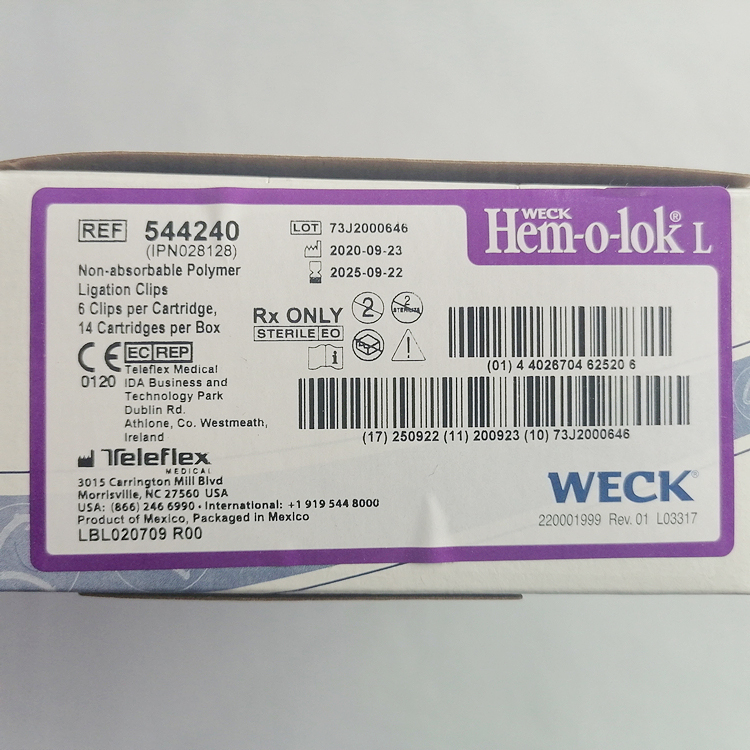 WECK
Hem-o-lok® L
REF 544240
(IPN028128)
Non-absorbable Polymer
Ligation Clips
6 Clips per Cartridge,
14 Cartridges per Box
LOT 73J2000646
2020-09-23
2025-09-22
Rx ONLY
STERILE EO
2
2
STERILIZE
i
(01) 4 4026704 62520 6
(17) 250922 (11) 200923 (10) 73J2000646
CE
0120
EC REP
Teleflex Medical
IDA Business and
Technology Park
Dublin Rd.
Athlone, Co. Westmeath,
Ireland
Teleflex
MEDICAL
3015 Carrington Mill Blvd
Morrisville, NC 27560 USA
USA: (866) 246 6990 • International: +1 919 544 8000
Product of Mexico, Packaged in Mexico
LBL020709 R00
WECK®
220001999 Rev. 01 L03317